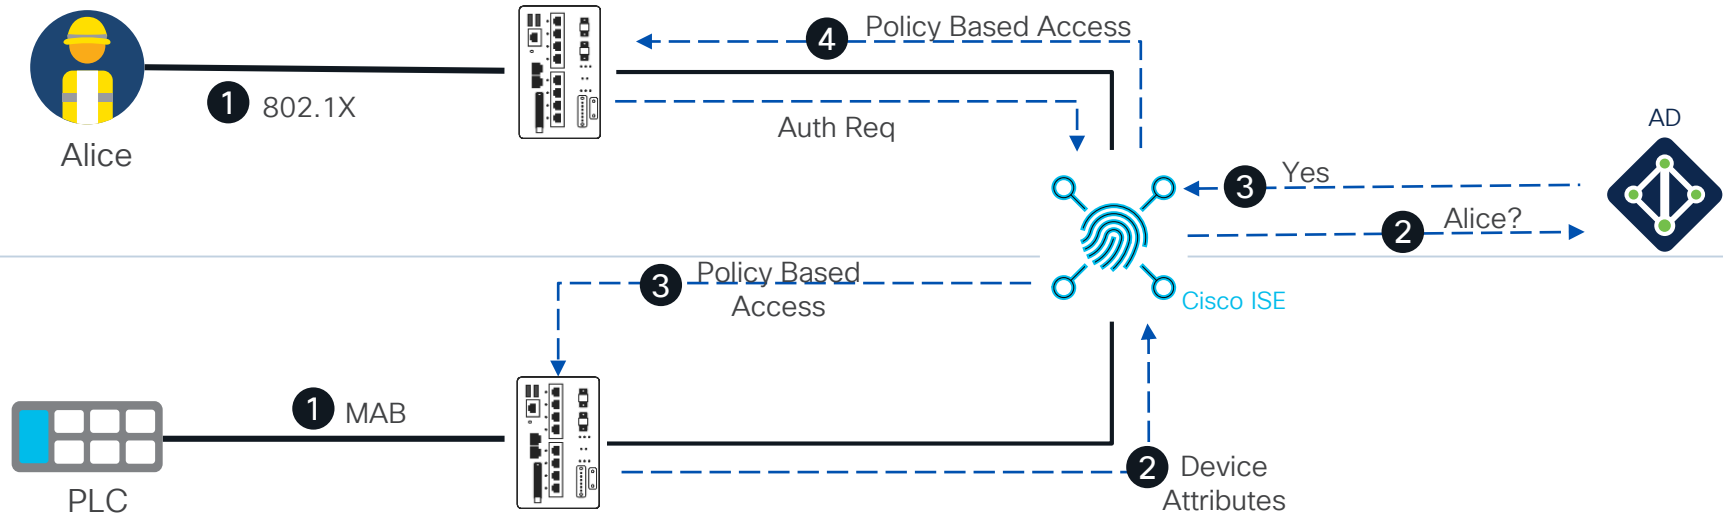 4 Policy Based Access
1 802.1X
Auth Req
Alice
AD
3 Yes
2 Alice?
Cisco ISE
3 Policy Based
Access
1 MAB
2 Device
Attributes
PLC